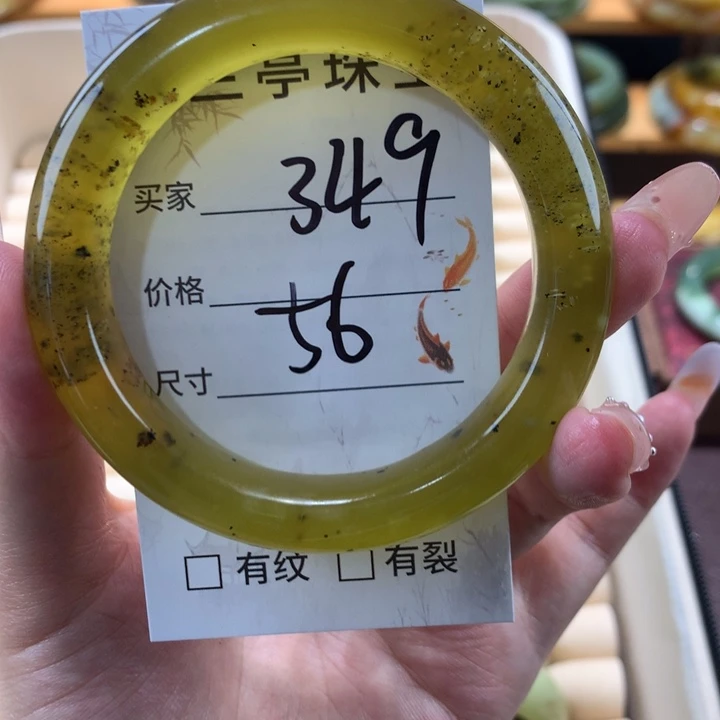 亭珠
买家 349
价格 56
尺寸
有纹 有裂